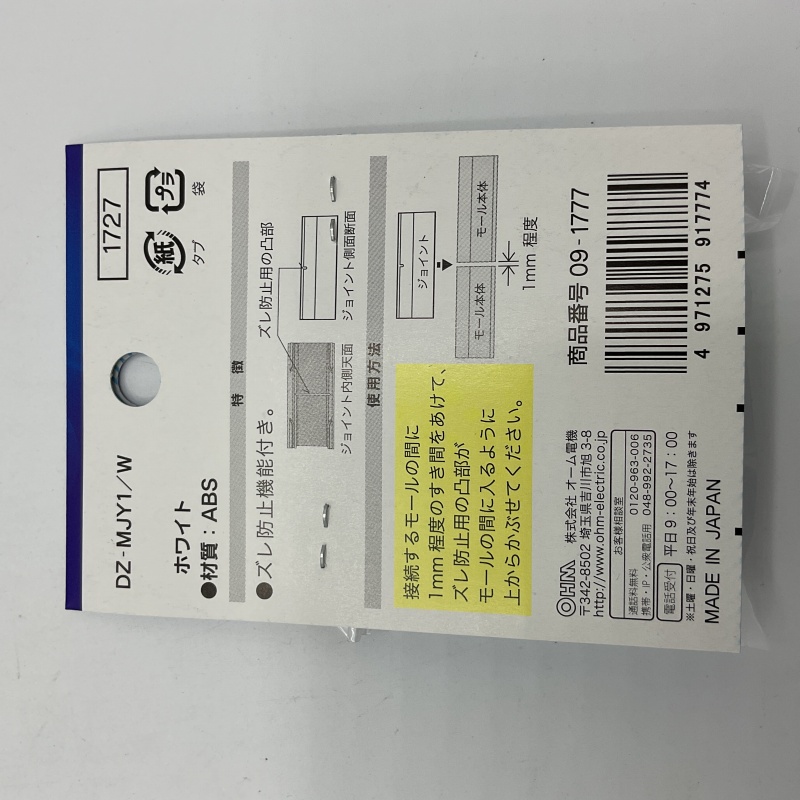 1727
紙
タブ
プラ
袋
DZ-MJY1/W
ホワイト
●材質：ABS
特 徴
●ズレ防止機能付き。
ズレ防止用の凸部
ジョイント内側天面
ジョイント側面断面
使用方法
接続するモールの間に
1mm程度のすき間をあけて、
ズレ防止用の凸部が
モールの間に入るように
上からかぶせてください。
ジョイント
モール本体
モール本体
1mm 程度
商品番号 09-1777
4 971275 917774
OHM 株式会社 オーム電機
〒342-8502 埼玉県吉川市旭 3-8
http://www.ohm-electric.co.jp
お客様相談室
通話料無料 0120-963-006
携帯・IP・公衆電話用 048-992-2735
電話受付 平日 9：00～17：00
※土曜・日曜・祝日及び年末年始は除きます
MADE IN JAPAN